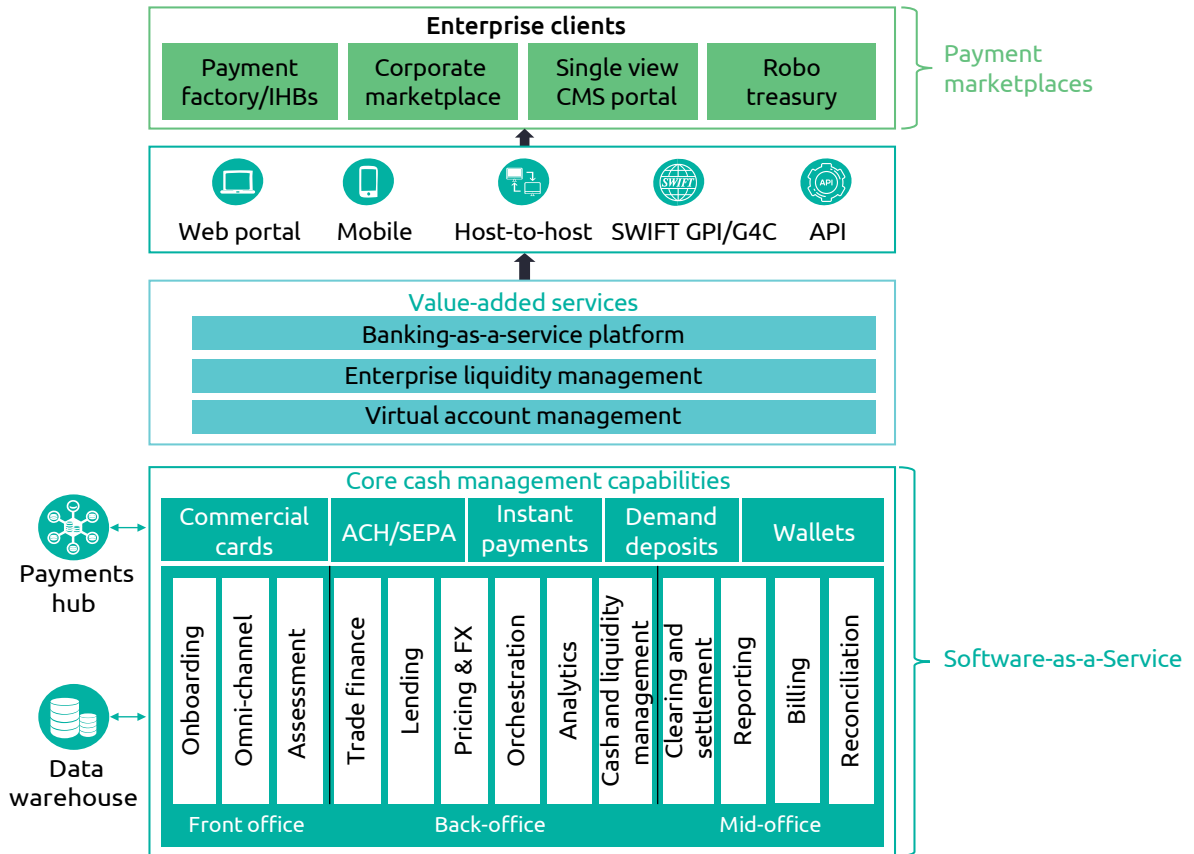 Enterprise clients
Payment
factory/IHBs
Corporate
marketplace
Single view
CMS portal
Robo
treasury
Payment
marketplaces
SWIFT
API
Web portal
Mobile
Host-to-host
SWIFT GPI/G4C
API
Value-added services
Banking-as-a-service platform
Enterprise liquidity management
Virtual account management
Core cash management capabilities
Commercial
cards
ACH/SEPA
Instant
payments
Demand
deposits
Wallets
Payments
hub
Data
warehouse
Onboarding
Omni-channel
Assessment
Trade finance
Lending
Pricing & FX
Orchestration
Analytics
Cash and liquidity
management
Clearing and
settlement
Reporting
Billing
Reconciliation
Front office
Back-office
Mid-office
Software-as-a-Service